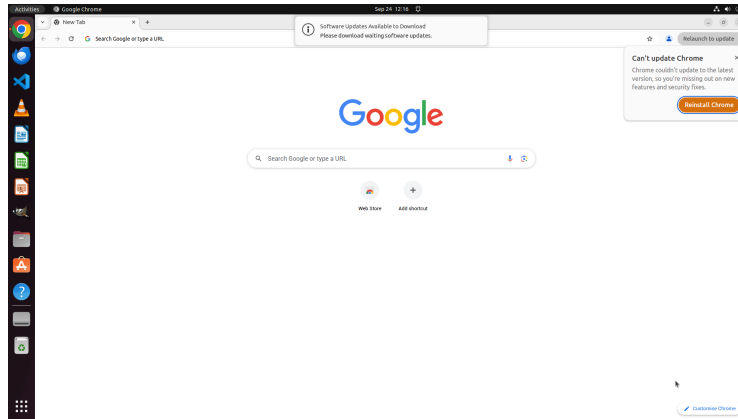 Activities
Google Chrome
Sep 24 12:16
New Tab
Software Updates Available to Download
Please download waiting software updates.
Search Google or type a URL
Relaunch to update
Can't update Chrome
Chrome couldn't update to the latest
version, so you're missing out on new
features and security fixes.
Reinstall Chrome
Google
Search Google or type a URL
Web Store
Add shortcut
Customise Chrome